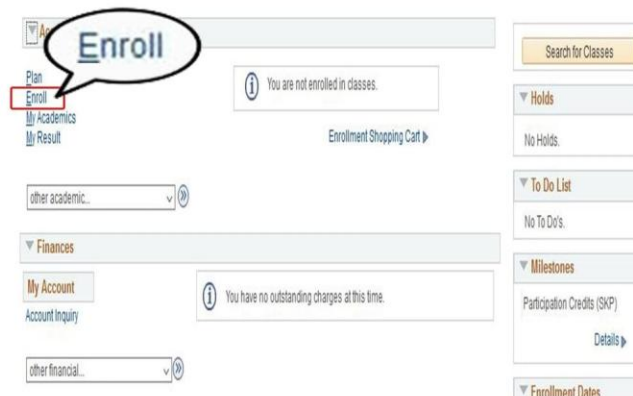 Enroll
Plan
Enroll
My Academics
My Result
You are not enrolled in classes.
Enrollment Shopping Cart
other academic...
Finances
My Account
Account Inquiry
You have no outstanding charges at this time.
other financial...
Search for Classes
Holds
No Holds.
To Do List
No To Do's.
Milestones
Participation Credits (SKP)
Details
Enrollment Dates